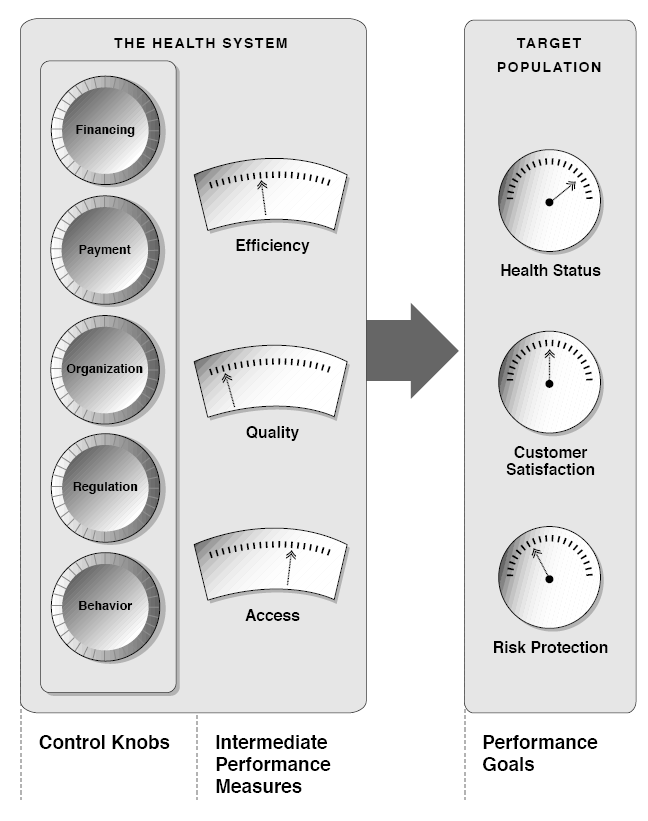 THE HEALTH SYSTEM
Financing
Payment
Organization
Regulation
Behavior
Efficiency
Quality
Access
TARGET
POPULATION
Health Status
Customer
Satisfaction
Risk Protection
Control Knobs
Intermediate
Performance
Measures
Performance
Goals